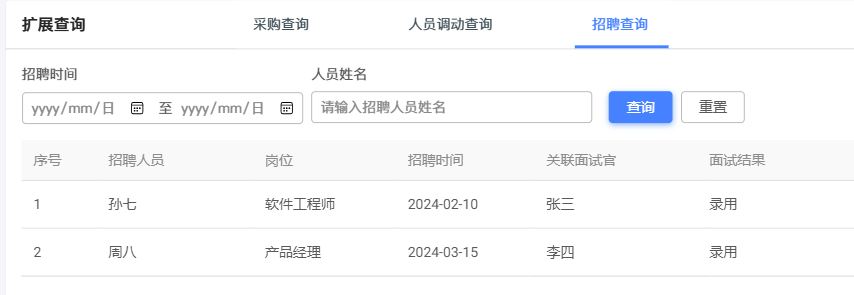 扩展查询 采购查询 人员调动查询 招聘查询
招聘时间 人员姓名
yyyy/mm/日 至 yyyy/mm/日 请输入招聘人员姓名 查询 重置
序号 招聘人员 岗位 招聘时间 关联面试官 面试结果
1 孙七 软件工程师 2024-02-10 张三 录用
2 周八 产品经理 2024-03-15 李四 录用